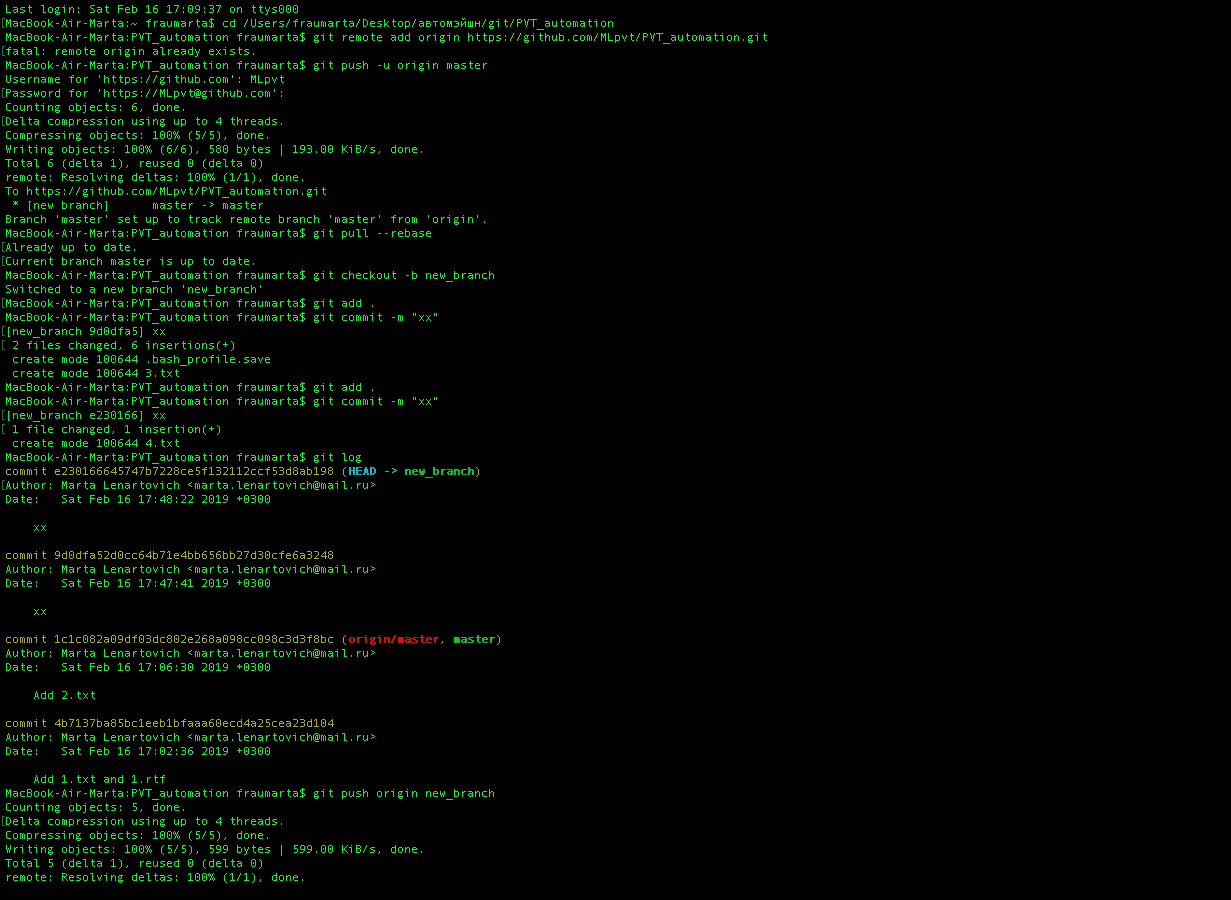 Last login: Sat Feb 16 17:09:37 on ttys000
[MacBook-Air-Marta:~ fraumarta$ cd /Users/fraumarta/Desktop/автомэйшн/git/PVT_automation
MacBook-Air-Marta:PVT_automation fraumarta$ git remote add origin https://github.com/MLpvt/PVT_automation.git
[fatal: remote origin already exists.
MacBook-Air-Marta:PVT_automation fraumarta$ git push -u origin master
Username for 'https://github.com': MLpvt
[Password for 'https://MLpvt@github.com':
Counting objects: 6, done.
[Delta compression using up to 4 threads.
Compressing objects: 100% (5/5), done.
Writing objects: 100% (6/6), 580 bytes | 193.00 KiB/s, done.
Total 6 (delta 1), reused 0 (delta 0)
remote: Resolving deltas: 100% (1/1), done.
To https://github.com/MLpvt/PVT_automation.git
* [new branch]      master -> master
Branch 'master' set up to track remote branch 'master' from 'origin'.
MacBook-Air-Marta:PVT_automation fraumarta$ git pull --rebase
[Already up to date.
[Current branch master is up to date.
MacBook-Air-Marta:PVT_automation fraumarta$ git checkout -b new_branch
Switched to a new branch 'new_branch'
[MacBook-Air-Marta:PVT_automation fraumarta$ git add .
MacBook-Air-Marta:PVT_automation fraumarta$ git commit -m "xx"
[[new_branch 9d0dfa5] xx
[ 2 files changed, 6 insertions(+)
create mode 100644 .bash_profile.save
create mode 100644 3.txt
MacBook-Air-Marta:PVT_automation fraumarta$ git add .
MacBook-Air-Marta:PVT_automation fraumarta$ git commit -m "xx"
[[new_branch e230166] xx
[ 1 file changed, 1 insertion(+)
create mode 100644 4.txt
MacBook-Air-Marta:PVT_automation fraumarta$ git log
commit e230166645747b7228ce5f132112ccf53d8ab198 (HEAD -> new_branch)
[Author: Marta Lenartovich <marta.lenartovich@mail.ru>
Date:   Sat Feb 16 17:48:22 2019 +0300
xx
commit 9d0dfa52d0cc64b71e4bb656bb27d30cfe6a3248
Author: Marta Lenartovich <marta.lenartovich@mail.ru>
Date:   Sat Feb 16 17:47:41 2019 +0300
xx
commit 1c1c082a09df03dc802e268a098cc098c3d3f8bc (origin/master, master)
Author: Marta Lenartovich <marta.lenartovich@mail.ru>
Date:   Sat Feb 16 17:06:30 2019 +0300
Add 2.txt
commit 4b7137ba85bc1eeb1bfaaa60ecd4a25cea23d104
Author: Marta Lenartovich <marta.lenartovich@mail.ru>
Date:   Sat Feb 16 17:02:36 2019 +0300
Add 1.txt and 1.rtf
MacBook-Air-Marta:PVT_automation fraumarta$ git push origin new_branch
Counting objects: 5, done.
[Delta compression using up to 4 threads.
Compressing objects: 100% (5/5), done.
Writing objects: 100% (5/5), 599 bytes | 599.00 KiB/s, done.
Total 5 (delta 1), reused 0 (delta 0)
remote: Resolving deltas: 100% (1/1), done.